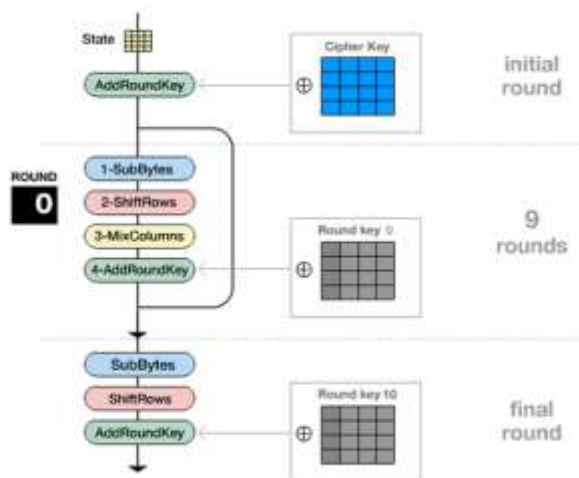 State
Cipher Key
AddRoundKey
initial
round
ROUND
0
1-SubBytes
2-ShiftRows
3-MixColumns
4-AddRoundKey
Round key 0
9
rounds
SubBytes
ShiftRows
AddRoundKey
Round key 10
final
round